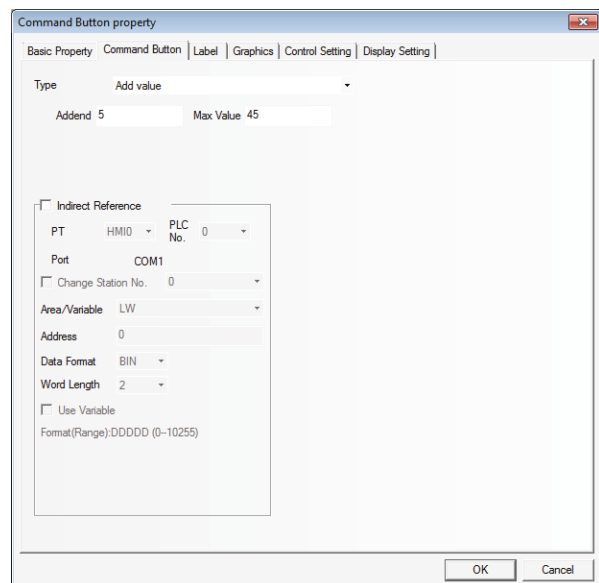 Command Button property
Basic Property Command Button Label Graphics Control Setting Display Setting
Type Add value
Addend 5 Max Value 45
Indirect Reference
PT HMI0 PLC No. 0
Port COM1
Change Station No. 0
Area/Variable LW
Address 0
Data Format BIN
Word Length 2
Use Variable
Format(Range):DDDDD (0~10255)
OK Cancel